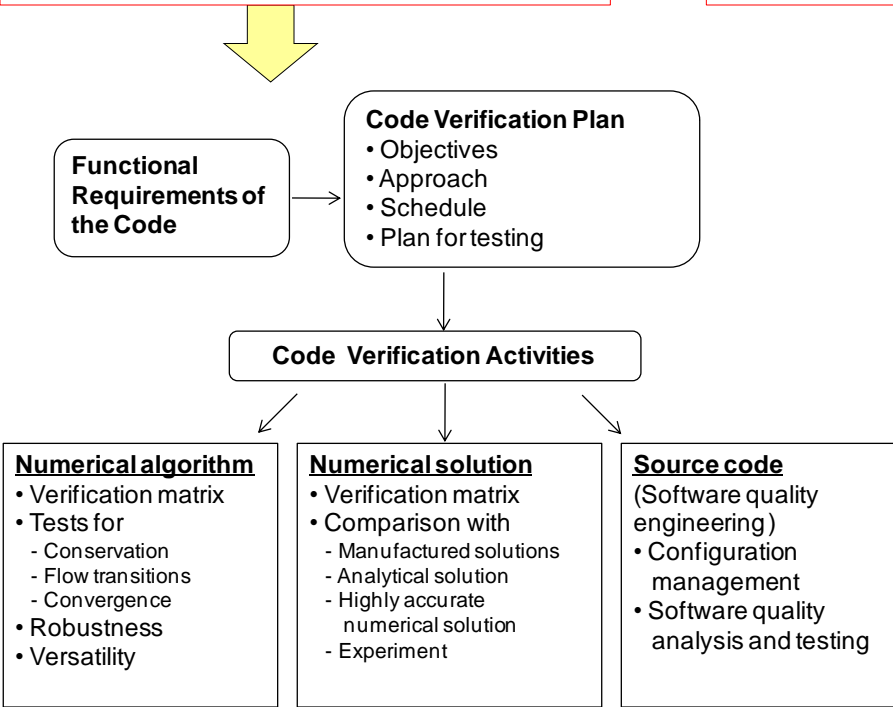 Functional
Requirements of
the Code
Code Verification Plan
• Objectives
• Approach
• Schedule
• Plan for testing
Code Verification Activities
Numerical algorithm
• Verification matrix
• Tests for
- Conservation
- Flow transitions
- Convergence
• Robustness
• Versatility
Numerical solution
• Verification matrix
• Comparison with
- Manufactured solutions
- Analytical solution
- Highly accurate
numerical solution
- Experiment
Source code
(Software quality
engineering)
• Configuration
management
• Software quality
analysis and testing